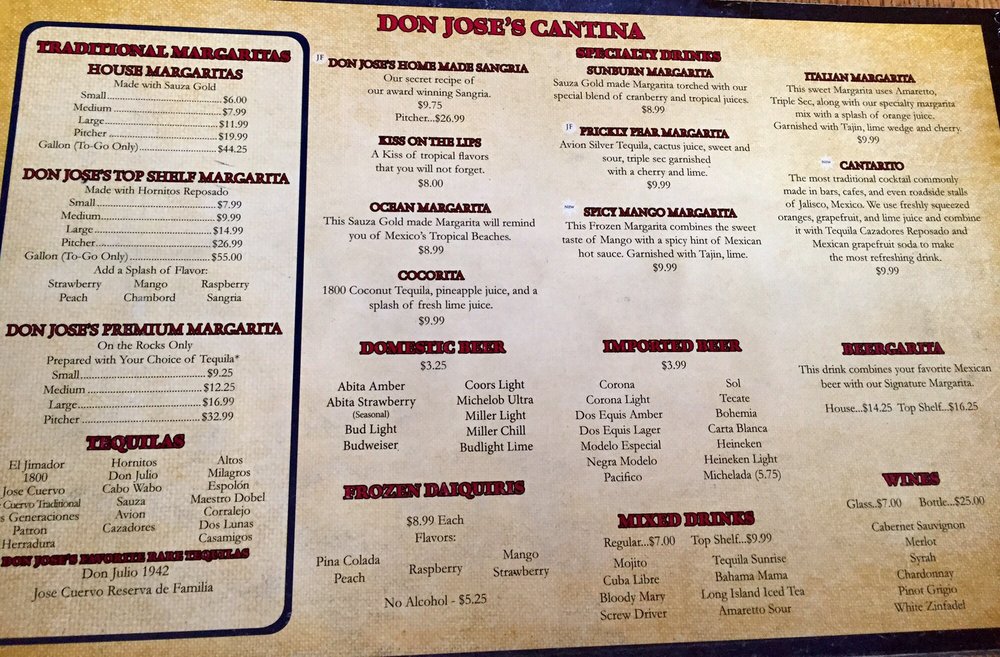 DON JOSE'S CANTINA
TRADITIONAL MARGARITAS
HOUSE MARGARITAS
Made with Sauza Gold
Small...$6.00
Medium...$7.99
Large...$11.99
Pitcher...$19.99
Gallon (To-Go Only)...$44.25
DON JOSE'S TOP SHELF MARGARITA
Made with Hornitos Reposado
Small...$7.99
Medium...$9.99
Large...$14.99
Pitcher...$26.99
Gallon (To-Go Only)...$55.00
Add a Splash of Flavor:
Strawberry Mango Raspberry
Peach Chambord Sangria
DON JOSE'S PREMIUM MARGARITA
On the Rocks Only
Prepared with Your Choice of Tequila*
Small...$9.25
Medium...$12.25
Large...$16.99
Pitcher...$32.99
TEQUILAS
El Jimador
1800
Jose Cuervo
Cuervo Traditional
Generaciones
Patron
Herradura
Hornitos
Don Julio
Cabo Wabo
Sauza
Avion
Cazadores
Altos
Milagros
Espolón
Maestro Dobel
Corralejo
Dos Lunas
Casamigos
DON JOSE'S FAVORITE RARE TEQUILAS
Don Julio 1942
Jose Cuervo Reserva de Familia
JF
DON JOSE'S HOME MADE SANGRIA
Our secret recipe of
our award winning Sangria.
$9.75
Pitcher...$26.99
KISS ON THE LIPS
A Kiss of tropical flavors
that you will not forget.
$8.00
OCEAN MARGARITA
This Sauza Gold made Margarita will remind
you of Mexico's Tropical Beaches.
$8.99
COCORITA
1800 Coconut Tequila, pineapple juice, and a
splash of fresh lime juice.
$9.99
SPECIALTY DRINKS
SUNBURN MARGARITA
Sauza Gold made Margarita torched with our
special blend of cranberry and tropical juices.
$8.99
JF
PRICKLY PEAR MARGARITA
Avion Silver Tequila, cactus juice, sweet and
sour, triple sec garnished
with a cherry and lime.
$9.99
New
SPICY MANGO MARGARITA
This Frozen Margarita combines the sweet
taste of Mango with a spicy hint of Mexican
hot sauce. Garnished with Tajin, lime.
$9.99
ITALIAN MARGARITA
This sweet Margarita uses Amaretto,
Triple Sec, along with our specialty margarita
mix with a splash of orange juice.
Garnished with Tajin, lime wedge and cherry.
$9.99
New
CANTARITO
The most traditional cocktail commonly
made in bars, cafes, and even roadside stalls
of Jalisco, Mexico. We use freshly squeezed
oranges, grapefruit, and lime juice and combine
it with Tequila Cazadores Reposado and
Mexican grapefruit soda to make
the most refreshing drink.
$9.99
DOMESTIC BEER
$3.25
Abita Amber
Abita Strawberry
(Seasonal)
Bud Light
Budweiser
Coors Light
Michelob Ultra
Miller Light
Miller Chill
Budlight Lime
IMPORTED BEER
$3.99
Corona
Corona Light
Dos Equis Amber
Dos Equis Lager
Modelo Especial
Negra Modelo
Pacifico
Sol
Tecate
Bohemia
Carta Blanca
Heineken
Heineken Light
Michelada (5.75)
BEERGARITA
This drink combines your favorite Mexican
beer with our Signature Margarita.
House...$14.25 Top Shelf...$16.25
FROZEN DAIQUIRIS
$8.99 Each
Flavors:
Pina Colada
Peach
Raspberry
Mango
Strawberry
No Alcohol - $5.25
MIXED DRINKS
Regular...$7.00 Top Shelf...$9.99
Mojito
Cuba Libre
Bloody Mary
Screw Driver
Tequila Sunrise
Bahama Mama
Long Island Iced Tea
Amaretto Sour
WINES
Glass..$7.00 Bottle...$25.00
Cabernet Sauvignon
Merlot
Syrah
Chardonnay
Pinot Grigio
White Zinfadel